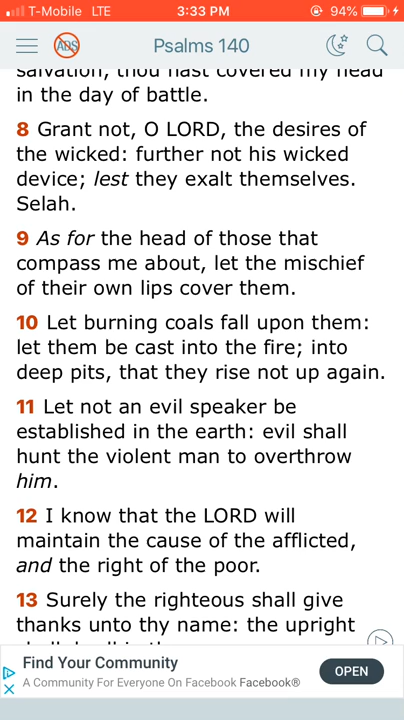 T-Mobile LTE 3:33 PM 94%
ADS Psalms 140
salvation, thou hast covered my head
in the day of battle.
8 Grant not, O LORD, the desires of
the wicked: further not his wicked
device; lest they exalt themselves.
Selah.
9 As for the head of those that
compass me about, let the mischief
of their own lips cover them.
10 Let burning coals fall upon them:
let them be cast into the fire; into
deep pits, that they rise not up again.
11 Let not an evil speaker be
established in the earth: evil shall
hunt the violent man to overthrow
him.
12 I know that the LORD will
maintain the cause of the afflicted,
and the right of the poor.
13 Surely the righteous shall give
thanks unto thy name: the upright
Find Your Community
A Community For Everyone On Facebook Facebook®
OPEN